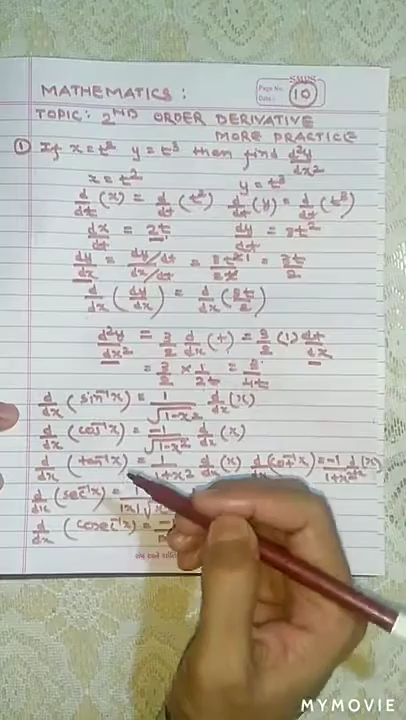 SUNDS
Page No. 10
Date:
MATHEMATICS:
TOPIC: 2ND ORDER DERIVATIVE
MORE PRACTICE
① If x=t² y=t³ then find d²y/dx²
x=t² y=t³
d/dt (x) = d/dt (t²) d/dt (y) = d/dt (t³)
dx/dt = 2t dy/dt = 3t²
dy/dx = (dy/dt)/(dx/dt) = 3t²/2t = 3t/2
d/dx (dy/dx) = d/dx (3t/2)
d²y/dx² = 3/2 d/dx (t) = 3/2 (1) dt/dx
= 3/2 × 1/2t = 3/4t
d/dx (sin⁻¹x) = 1/√1-x² d/dx (x)
d/dx (cos⁻¹x) = -1/√1-x² d/dx (x)
d/dx (tan⁻¹x) = 1/1+x² d/dx (x) d/dx (cot⁻¹x) = -1/1+x² d/dx (x)
d/dx (sec⁻¹x) = 1/|x|√x
d/dx (cosec⁻¹x) = -
MYMOVIE